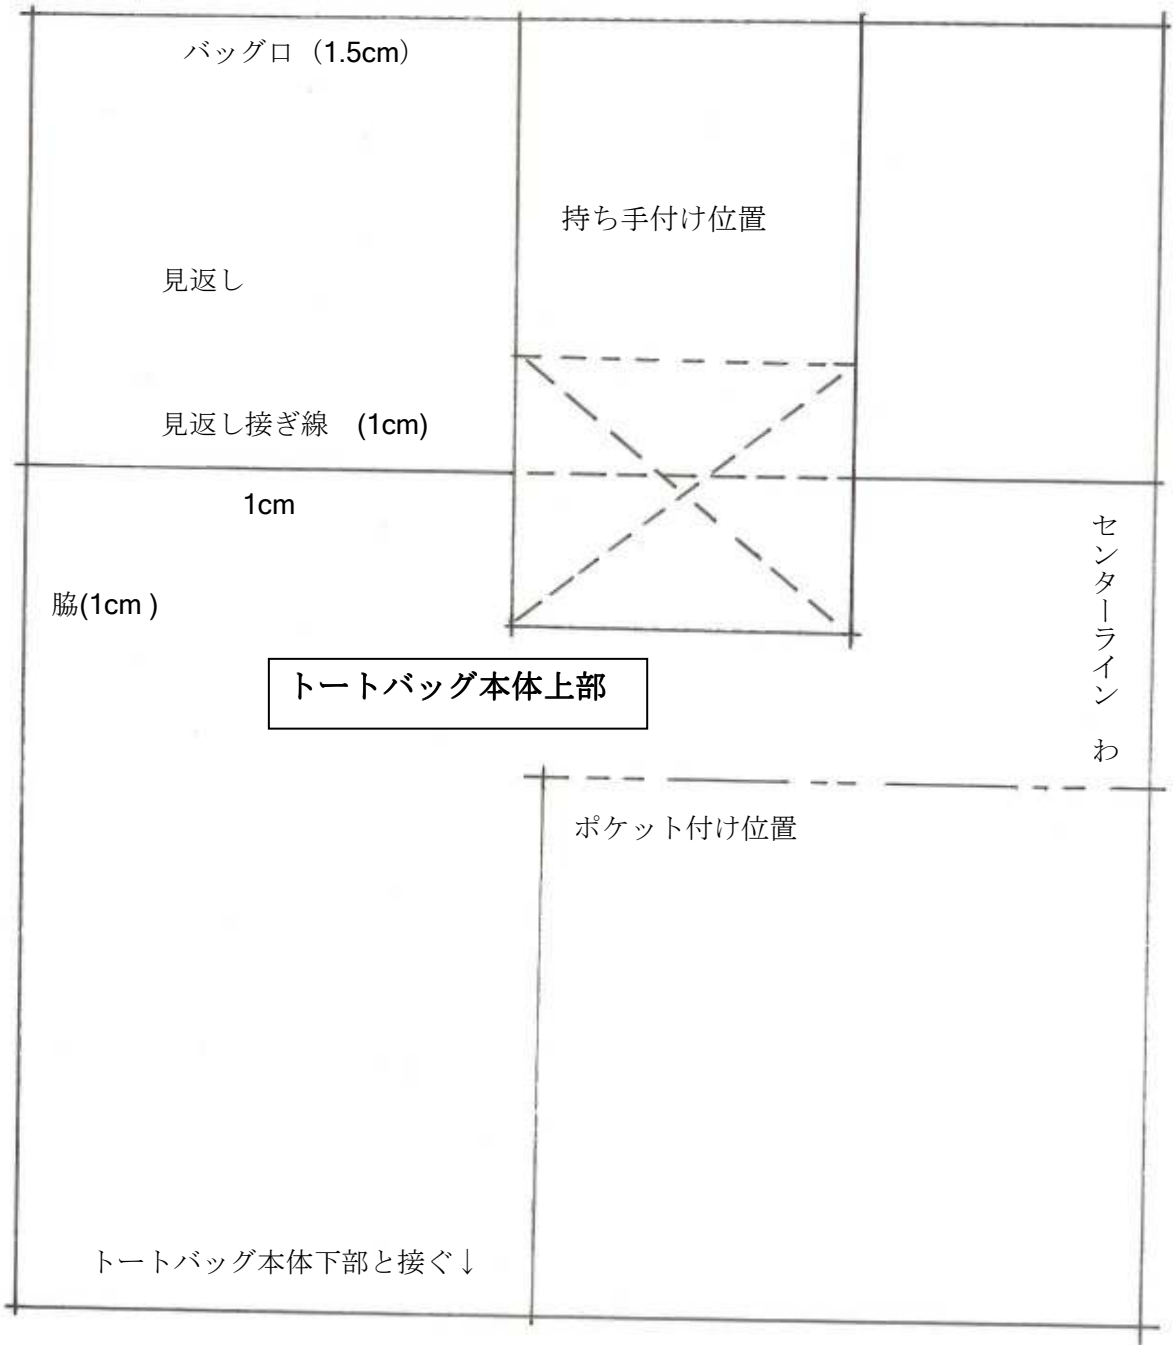 バッグ口（1.5cm）
持ち手付け位置
見返し
見返し接ぎ線　(1cm)
1cm
センターライン　わ
脇(1cm )
トートバッグ本体上部
ポケット付け位置
トートバッグ本体下部と接ぐ↓